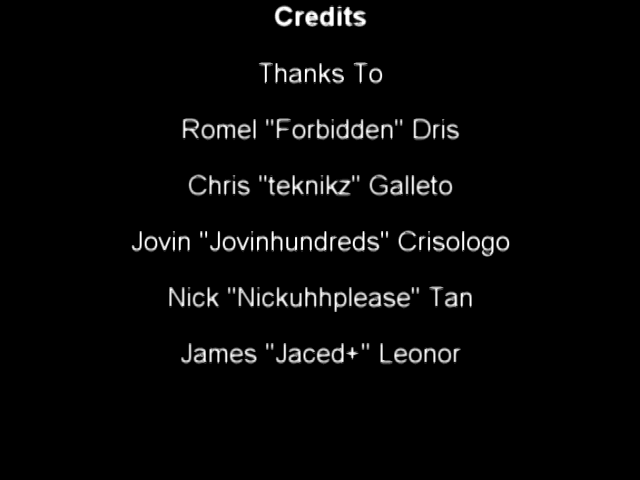 Credits
Thanks To
Romel "Forbidden" Dris
Chris "teknikz" Galleto
Jovin "Jovinhundreds" Crisologo
Nick "Nickuhhplease" Tan
James "Jaced+" Leonor